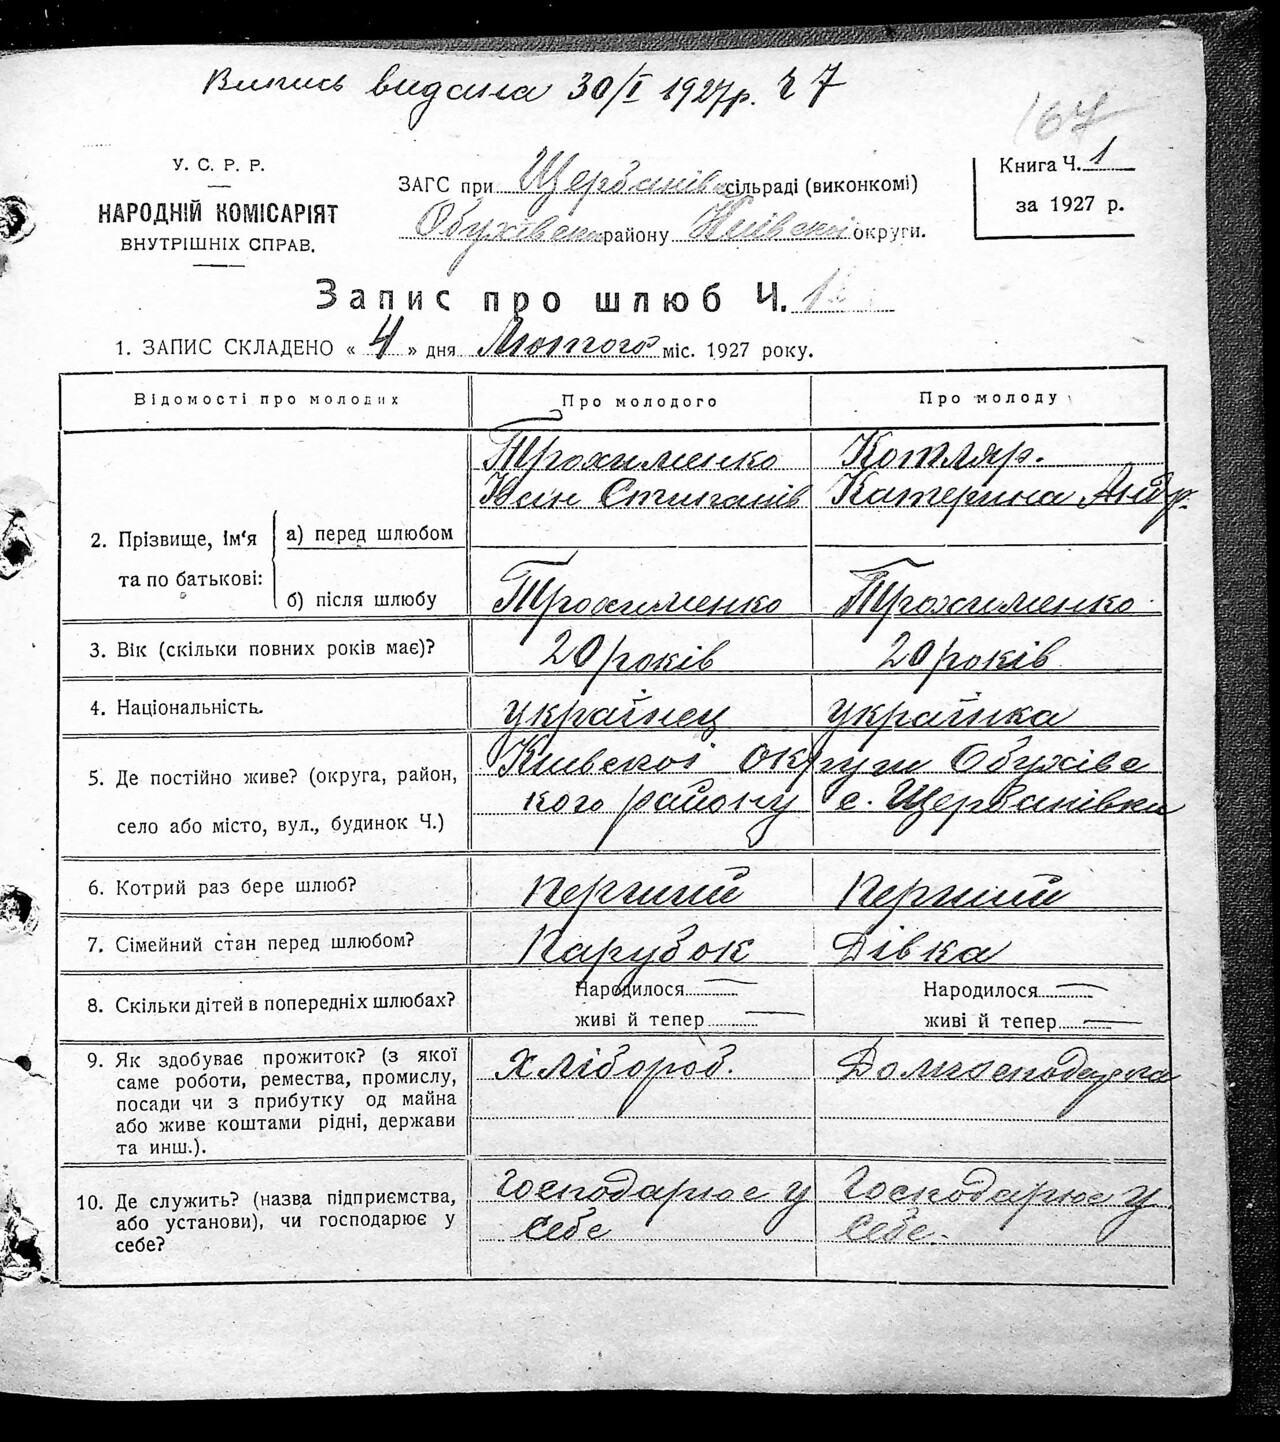 Випись видана 30/I 1927 р. Ч 7
167
У. С. Р. Р.
НАРОДНІЙ КОМІСАРІЯТ
ВНУТРІШНІХ СПРАВ.
ЗАГС при Щербанівс сільраді (виконкомі)
Обухівськ району Київської округи.
Книга Ч. 1
за 1927 р.
Запис про шлюб Ч.
1. ЗАПИС СКЛАДЕНО « 4 » дня Лютого міс. 1927 року.
Відомості про молодих Про молодого Про молоду
2. Прізвище, ім'я та по батькові:
а) перед шлюбом
Трохименко
Іван Степанів
Котляр.
Катерина Андр.
б) після шлюбу Трохименко Трохименко
3. Вік (скільки повних років має)? 20 років 20 років
4. Національність. українец українка
5. Де постійно живе? (округа, район,
село або місто, вул., будинок Ч.)
Київскої округи Обухівс
кого району с. Щербанівки
6. Котрий раз бере шлюб? Перший Перший
7. Сімейний стан перед шлюбом? Парубок Дівка
8. Скільки дітей в попередніх шлюбах?
Народилося — Народилося —
живі й тепер — живі й тепер —
9. Як здобуває прожиток? (з якої
саме роботи, ремества, промислу,
посади чи з прибутку од майна
або живе коштами рідні, держави
та инш.).
Хлібороб. Домогосподарка
10. Де служить? (назва підприємства,
або установи), чи господарює у
себе?
Господарює у
себе
Господарює у
себе.